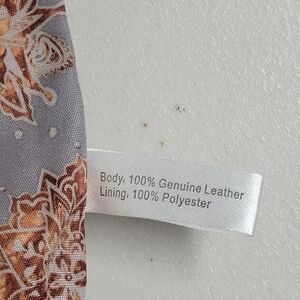 Body: 100% Genuine Leather
Lining: 100% Polyester